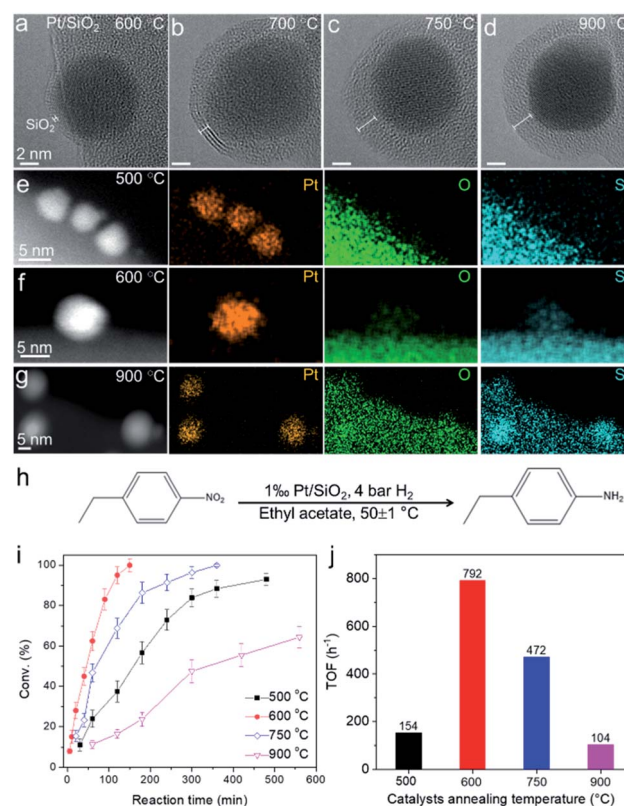 a Pt/SiO₂ 600 °C
SiO₂
2 nm
b 700 °C
c 750 °C
d 900 °C
e 500 °C
5 nm
Pt
O
S
f 600 °C
5 nm
Pt
O
S
g 900 °C
5 nm
Pt
O
S
h
NO₂
1‰ Pt/SiO₂, 4 bar H₂
Ethyl acetate, 50±1 °C
NH₂
i
Conv. (%)
100
80
60
40
20
0
500 °C
600 °C
750 °C
900 °C
0 100 200 300 400 500 600
Reaction time (min)
j
TOF (h⁻¹)
800
600
400
200
0
154
792
472
104
500 600 750 900
Catalysts annealing temperature (°C)